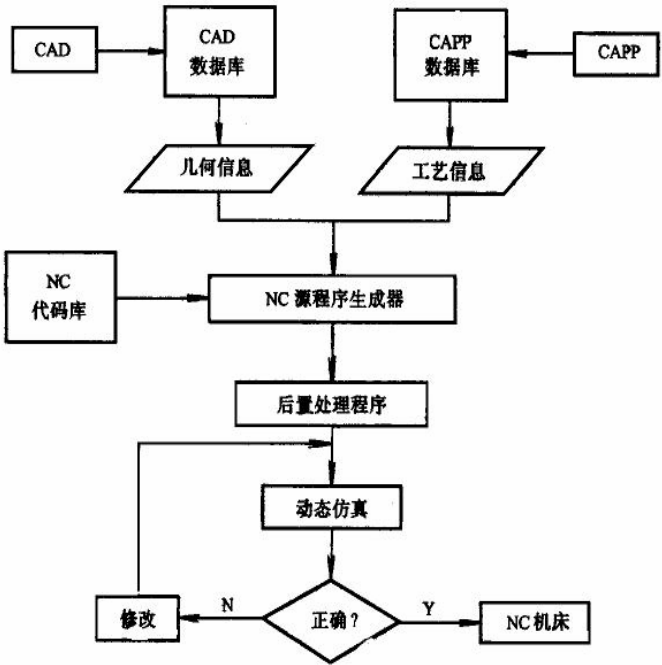 CAD
CAD
数据库
CAPP
数据库
CAPP
几何信息
工艺信息
NC
代码库
NC 源程序生成器
后置处理程序
动态仿真
修改
N
正确?
Y
NC 机床